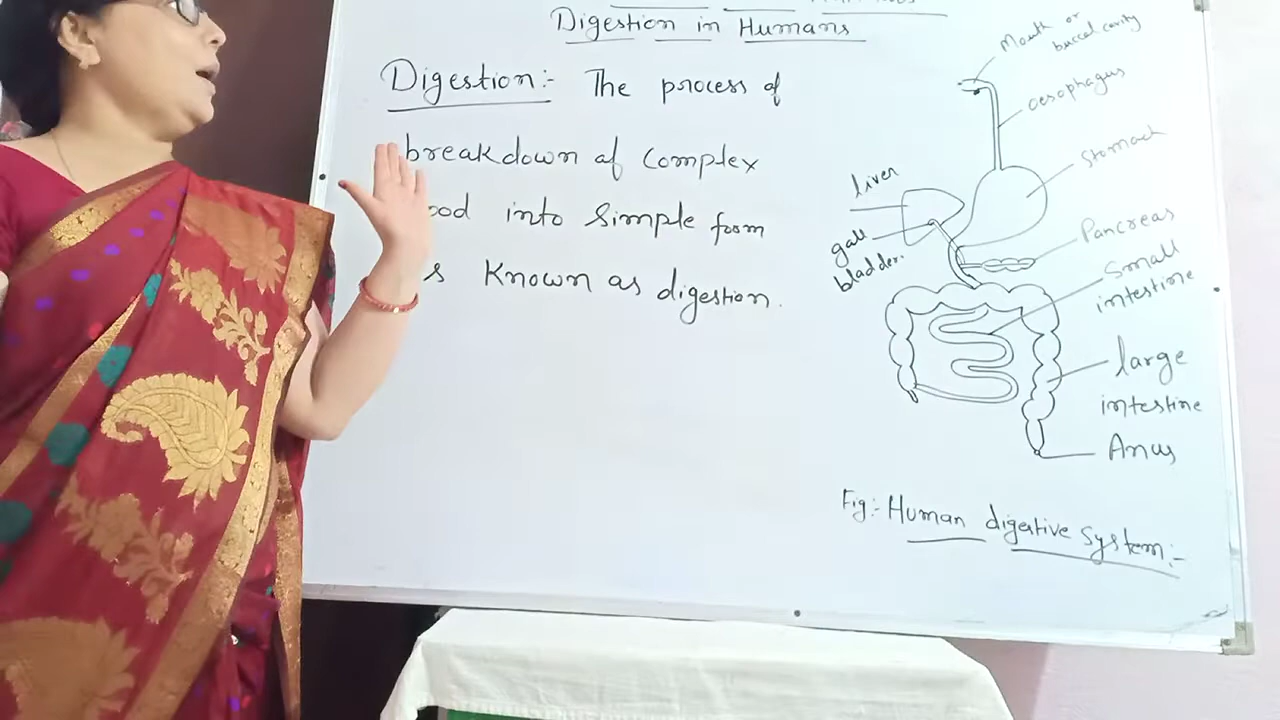 Digestion in Humans
Digestion:- The process of
breakdown of Complex
ood into Simple form
s Known as digestion.
Mouth or
buccal cavity
oesophagus
Stomach
liver
gall
bladder.
Pancreas
Small
intestine
large
intestine
Anus
Fig:- Human digestive System:-